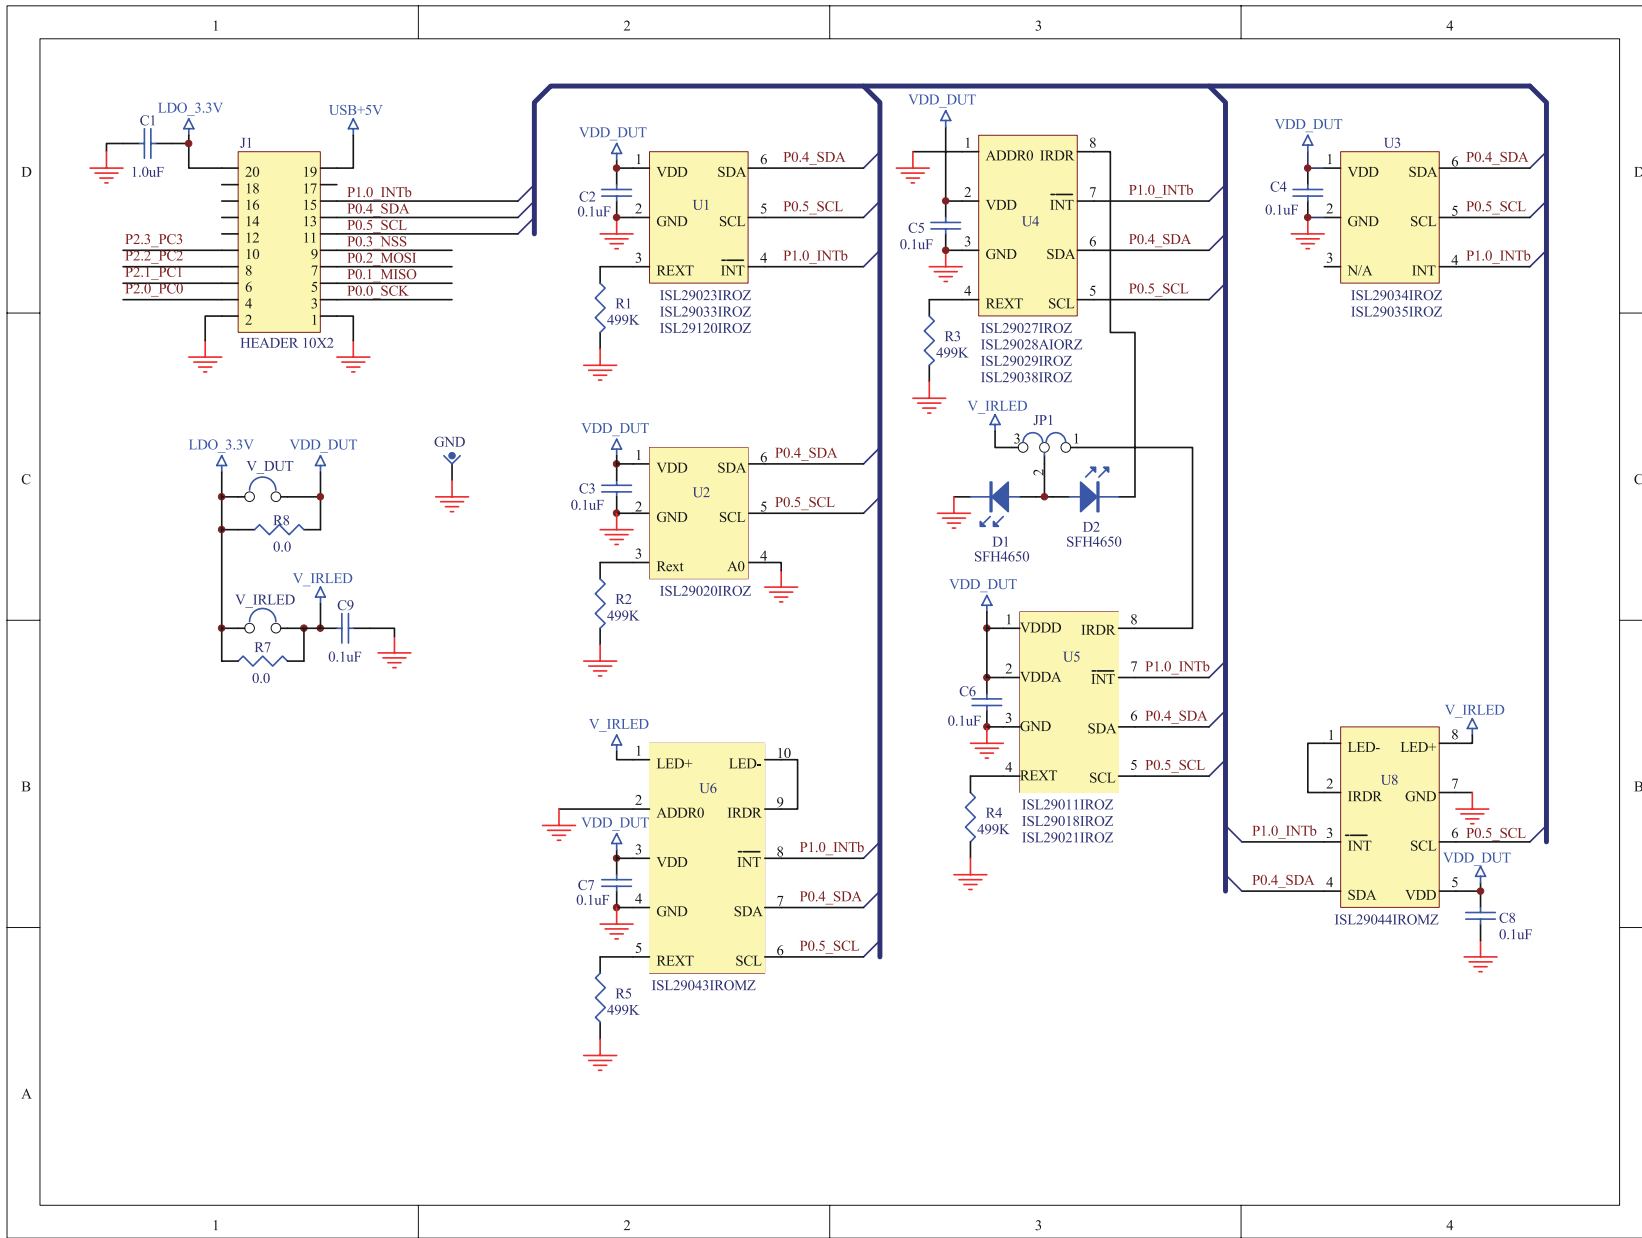 1 2 3 4
D C B A
D C B
1 2 3 4
LDO_3.3V
C1
1.0uF
USB+5V
J1
20 19
18 17
16 15 P1.0_INTb
14 13 P0.4_SDA
12 11 P0.5_SCL
P2.3_PC3 10 9 P0.3_NSS
P2.2_PC2 8 7 P0.2_MOSI
P2.1_PC1 6 5 P0.1_MISO
P2.0_PC0 4 3 P0.0_SCK
2 1
HEADER 10X2
LDO_3.3V VDD_DUT
V_DUT
R8
0.0
V_IRLED
V_IRLED C9
R7 0.1uF
0.0
GND
VDD_DUT
1 VDD SDA 6 P0.4_SDA
C2 U1
0.1uF
2 GND SCL 5 P0.5_SCL
3 REXT INT 4 P1.0_INTb
R1
499K
ISL29023IROZ
ISL29033IROZ
ISL29120IROZ
VDD_DUT
1 VDD SDA 6 P0.4_SDA
C3 U2
0.1uF
2 GND SCL 5 P0.5_SCL
3 Rext A0 4
R2
499K
ISL29020IROZ
V_IRLED
1 LED+ LED- 10
U6
2 ADDR0 IRDR 9
VDD_DUT
3 VDD INT 8 P1.0_INTb
C7
0.1uF
4 GND SDA 7 P0.4_SDA
5 REXT SCL 6 P0.5_SCL
R5
499K
ISL29043IROMZ
VDD_DUT
1 ADDR0 IRDR 8
2 VDD INT 7 P1.0_INTb
U4
C5
0.1uF
3 GND SDA 6 P0.4_SDA
4 REXT SCL 5 P0.5_SCL
R3
499K
ISL29027IROZ
ISL29028AIORZ
ISL29029IROZ
ISL29038IROZ
V_IRLED
JP1
3 1
2
D1
SFH4650
D2
SFH4650
VDD_DUT
1 VDDD IRDR 8
U5
2 VDDA INT 7 P1.0_INTb
C6
0.1uF
3 GND SDA 6 P0.4_SDA
4 REXT SCL 5 P0.5_SCL
R4
499K
ISL29011IROZ
ISL29018IROZ
ISL29021IROZ
VDD_DUT
U3
1 VDD SDA 6 P0.4_SDA
C4
0.1uF
2 GND SCL 5 P0.5_SCL
3 N/A INT 4 P1.0_INTb
ISL29034IROZ
ISL29035IROZ
V_IRLED
1 LED- LED+ 8
U8
2 IRDR GND 7
P1.0_INTb 3 INT SCL 6 P0.5_SCL
VDD_DUT
P0.4_SDA 4 SDA VDD 5
ISL29044IROMZ
C8
0.1uF